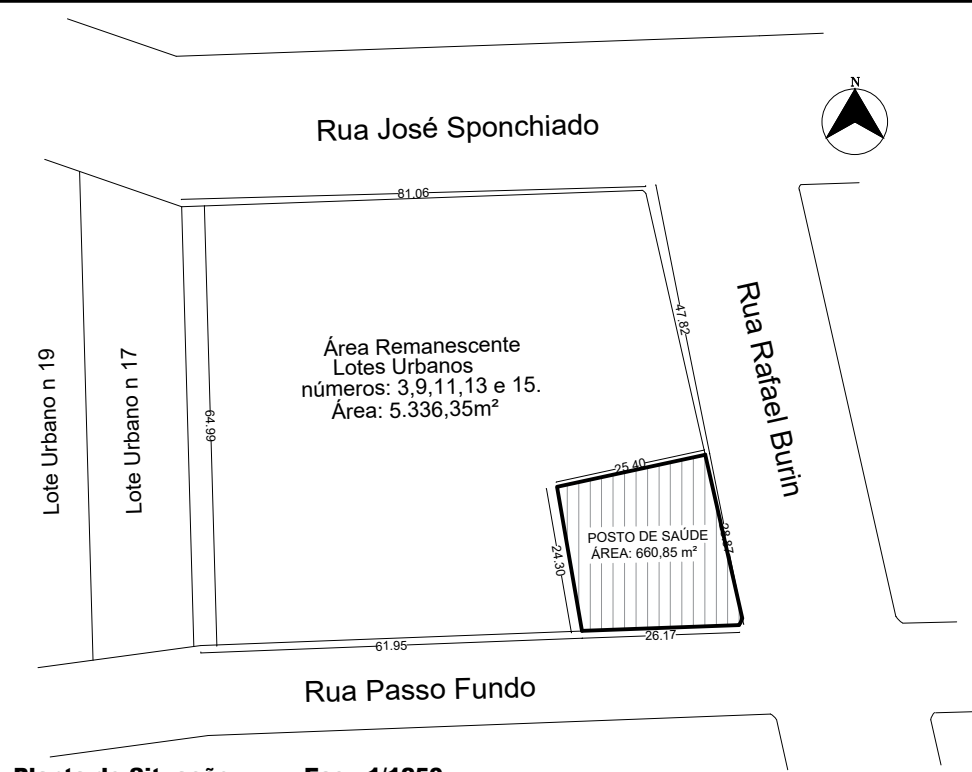 N
Rua José Sponchiado
81.06
47.82
Rua Rafael Burin
Área Remanescente
Lotes Urbanos
números: 3,9,11,13 e 15.
Área: 5.336,35m²
Lote Urbano n 19
Lote Urbano n 17
64.99
25.40
28.87
POSTO DE SAÚDE
ÁREA: 660,85 m²
24.30
26.17
61.95
Rua Passo Fundo